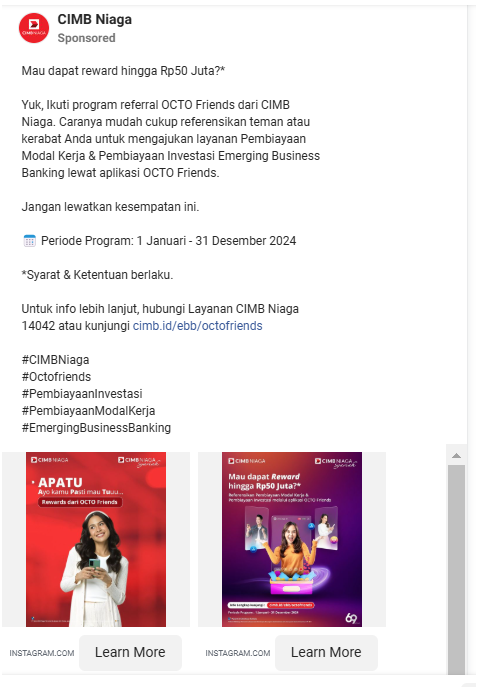 CIMB Niaga
Sponsored
Mau dapat reward hingga Rp50 Juta?*
Yuk, Ikuti program referral OCTO Friends dari CIMB
Niaga. Caranya mudah cukup referensikan teman atau
kerabat Anda untuk mengajukan layanan Pembiayaan
Modal Kerja & Pembiayaan Investasi Emerging Business
Banking lewat aplikasi OCTO Friends.
Jangan lewatkan kesempatan ini.
Periode Program: 1 Januari - 31 Desember 2024
*Syarat & Ketentuan berlaku.
Untuk info lebih lanjut, hubungi Layanan CIMB Niaga
14042 atau kunjungi cimb.id/ebb/octofriends
#CIMBNiaga
#Octofriends
#PembiayaanInvestasi
#PembiayaanModalKerja
#EmergingBusinessBanking
CIMB NIAGA CIMB NIAGA syariah
APATU
Ayo kamu Pasti mau Tuuu...
Rewards dari OCTO Friends
CIMB NIAGA CIMB NIAGA syariah
Mau dapat Reward
hingga Rp50 Juta?*
Referensikan Pembiayaan Modal Kerja &
Pembiayaan Investasi melalui aplikasi OCTO Friends
69
INSTAGRAM.COM Learn More
INSTAGRAM.COM Learn More